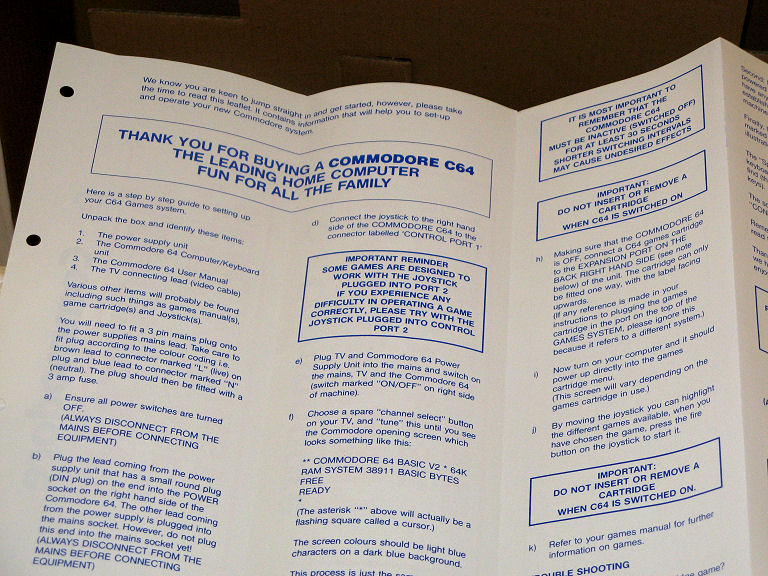 We know you are keen to jump straight in and get started, however, please take
the time to read this leaflet. It contains information that will help you to set-up
and operate your new Commodore system.
THANK YOU FOR BUYING A COMMODORE C64
THE LEADING HOME COMPUTER
FUN FOR ALL THE FAMILY
Here is a step by step guide to setting up
your C64 Games system.
Unpack the box and identify these items:
1. The power supply unit
2. The Commodore 64 Computer/Keyboard
unit
3. The Commodore 64 User Manual
4. The TV connecting lead (video cable)
Various other items will probably be found
including such things as games manual(s),
game cartridge(s) and Joystick(s).
You will need to fit a 3 pin mains plug onto
the power supplies mains lead. Take care to
fit plug according to the colour coding i.e.
brown lead to connector marked "L" (live) on
plug and blue lead to connector marked "N"
(neutral). The plug should then be fitted with a
3 amp fuse.
a) Ensure all power switches are turned
OFF.
(ALWAYS DISCONNECT FROM THE
MAINS BEFORE CONNECTING
EQUIPMENT)
b) Plug the lead coming from the power
supply unit that has a small round plug
(DIN plug) on the end into the POWER
socket on the right hand side of the
Commodore 64. The other lead coming
from the power supply is plugged into
the mains socket. However, do not plug
this end into the mains socket yet!
(ALWAYS DISCONNECT FROM THE
MAINS BEFORE CONNECTING
EQUIPMENT)
d) Connect the joystick to the right hand
side of the COMMODORE C64 to the
connector labelled 'CONTROL PORT 1'
IMPORTANT REMINDER
SOME GAMES ARE DESIGNED TO
WORK WITH THE JOYSTICK
PLUGGED INTO PORT 2
IF YOU EXPERIENCE ANY
DIFFICULTY IN OPERATING A GAME
CORRECTLY, PLEASE TRY WITH THE
JOYSTICK PLUGGED INTO CONTROL
PORT 2
e) Plug TV and Commodore 64 Power
Supply Unit into the mains and switch on
the mains, TV and the Commodore 64
(switch marked "ON/OFF" on right side
of machine).
f) Choose a spare "channel select" button
on your TV, and "tune" this until you see
the Commodore opening screen which
looks something like this:
** COMMODORE 64 BASIC V2 * 64K
RAM SYSTEM 38911 BASIC BYTES
FREE
READY
*
(The asterisk "*" above will actually be a
flashing square called a cursor.)
The screen colours should be light blue
characters on a dark blue background.
This process is just the
IT IS MOST IMPORTANT TO
REMEMBER THAT THE
COMMODORE C64
MUST BE INACTIVE (SWITCHED OFF)
FOR AT LEAST 30 SECONDS
SHORTER SWITCHING INTERVALS
MAY CAUSE UNDESIRED EFFECTS
IMPORTANT:
DO NOT INSERT OR REMOVE A
CARTRIDGE
WHEN C64 IS SWITCHED ON
h) Making sure that the COMMODORE 64
is OFF, connect a C64 games cartridge
to the EXPANSION PORT ON THE
BACK RIGHT HAND SIDE (see note
below) of the unit. The cartridge can only
be fitted one way, with the label facing
upwards.
(If any reference is made in your
instructions to plugging the games
cartridge in the port on the top of the
GAMES SYSTEM, please ignore this
because it refers to a different system.)
i) Now turn on your computer and it should
power up directly into the games
cartridge menu.
(This screen will vary depending on the
games cartridge in use.)
j) By moving the joystick you can highlight
the different games available, when you
have chosen the game, press the fire
button on the joystick to start it.
IMPORTANT:
DO NOT INSERT OR REMOVE A
CARTRIDGE
WHEN C64 IS SWITCHED ON.
k) Refer to your games manual for further
information on games.
OUBLE SHOOTING
game?